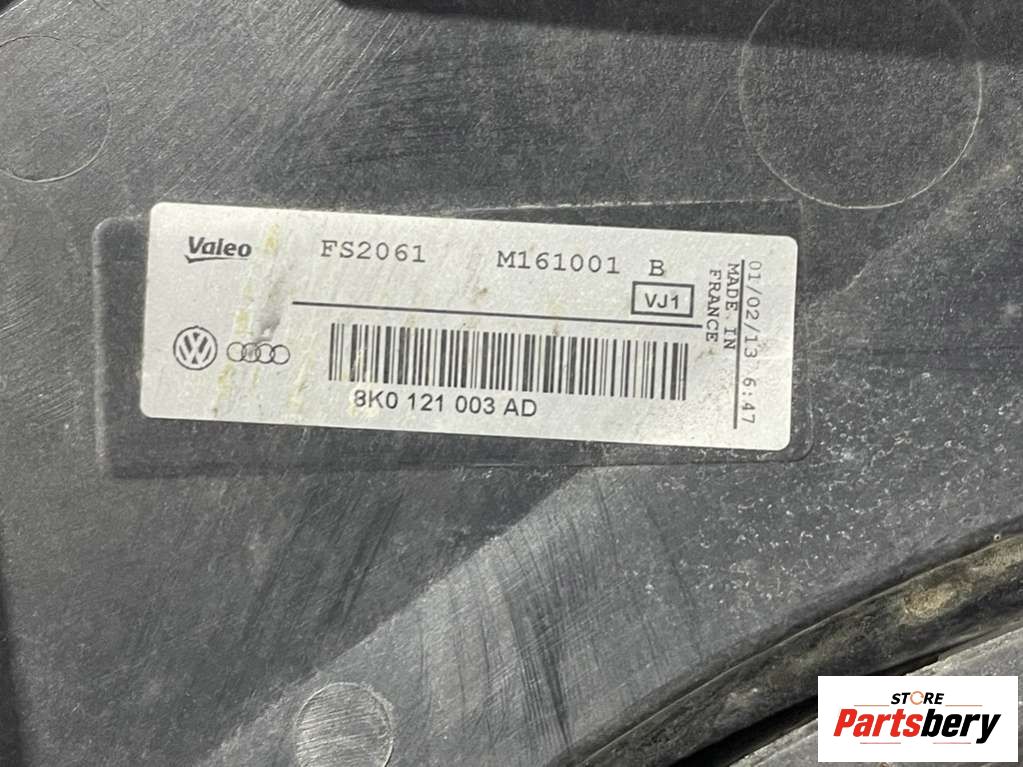 Valeo FS2061 M161001 B
VJ1
8K0 121 003 AD
01/02/13 6:47
MADE IN
FRANCE
STORE
Partsbery